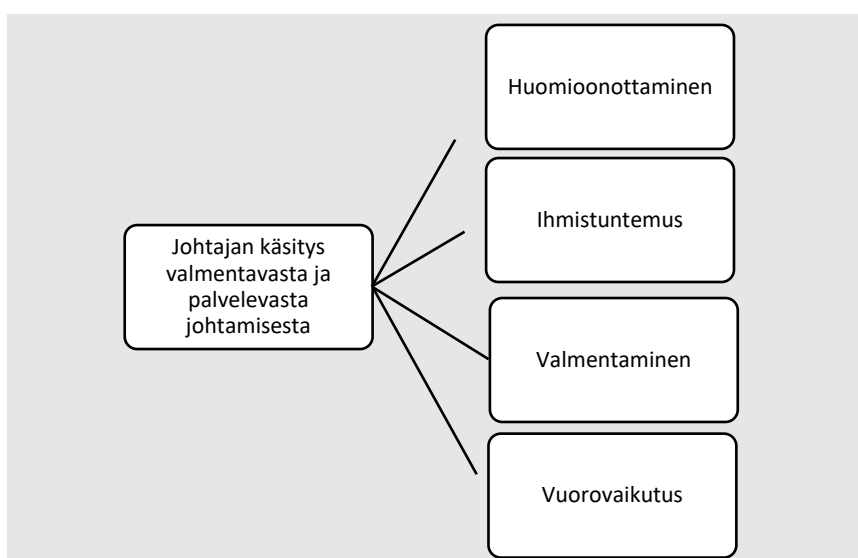 Huomioonottaminen
Ihmistuntemus
Johtajan käsitys
valmentavasta ja
palvelevasta
johtamisesta
Valmentaminen
Vuorovaikutus